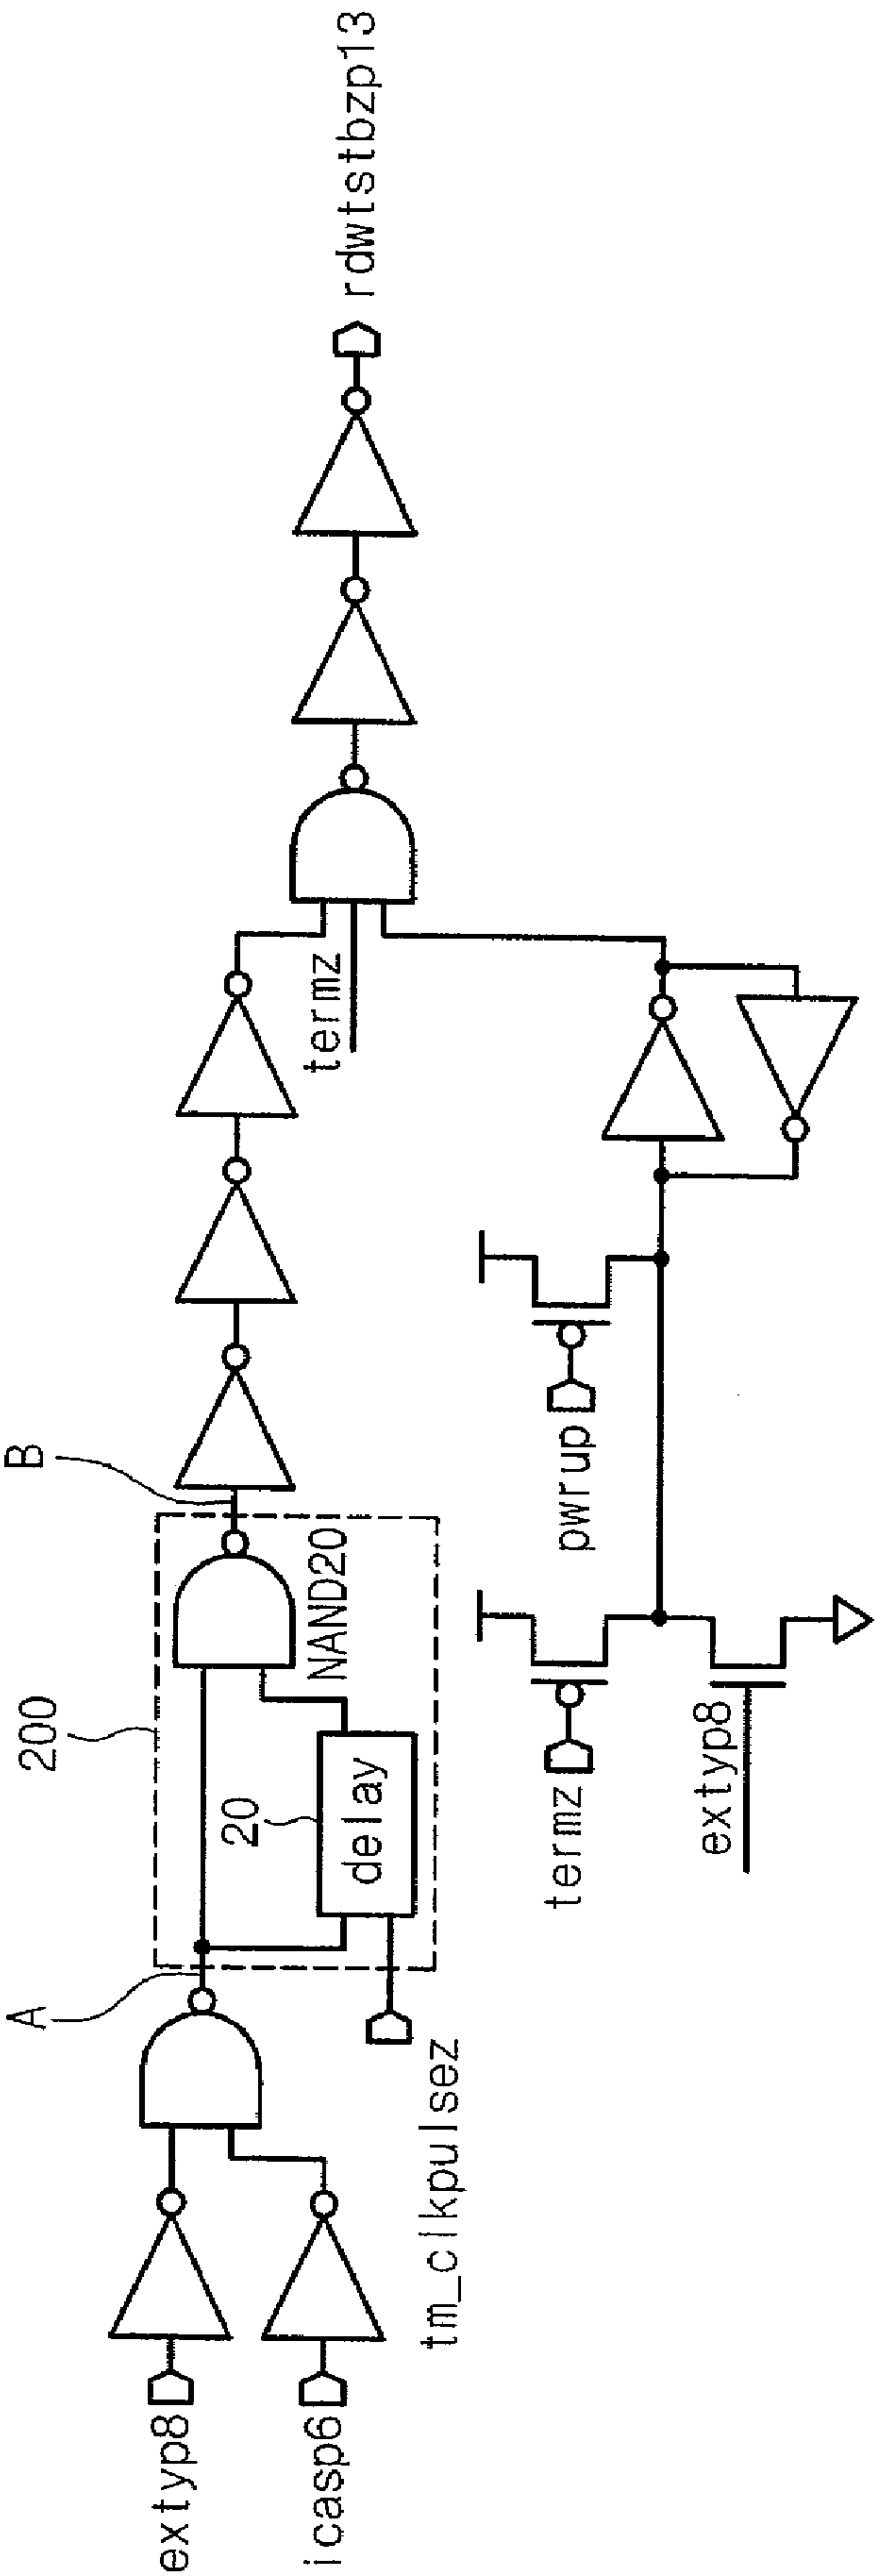 extyp8
icasp6
A
tm_clkpulsez
200
20
delay
NAND20
B
termz
rdwtstbzp13
termz
extyp8
pwrup